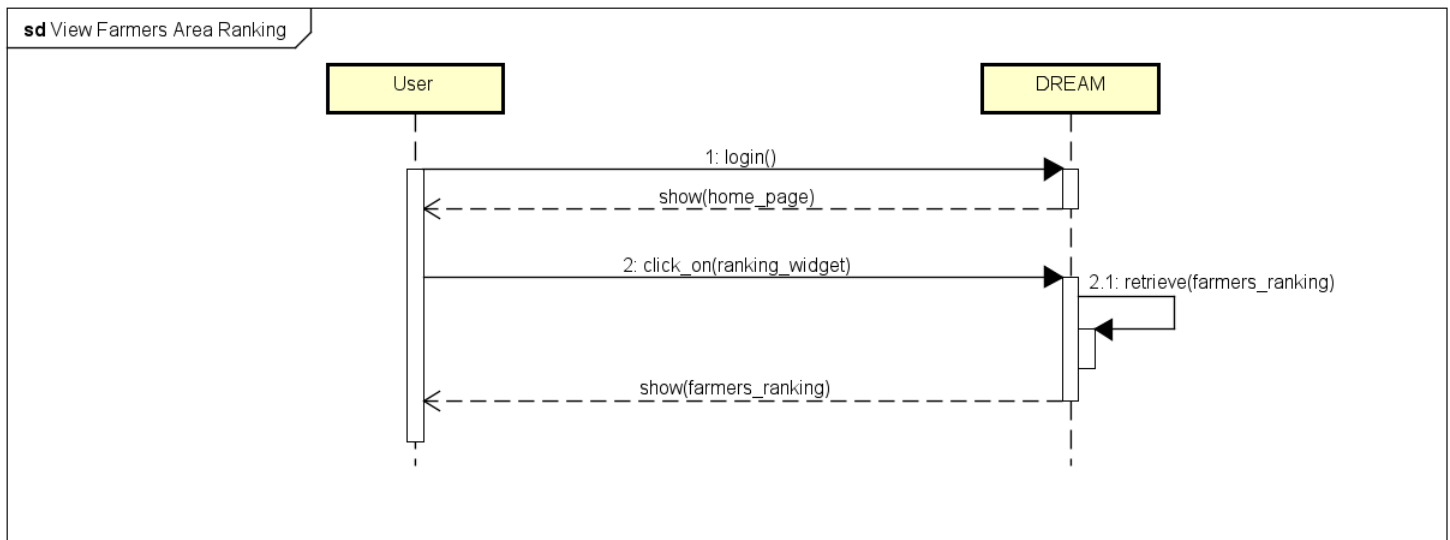 sd View Farmers Area Ranking
User
DREAM
1: login()
show(home_page)
2: click_on(ranking_widget)
2.1: retrieve(farmers_ranking)
show(farmers_ranking)